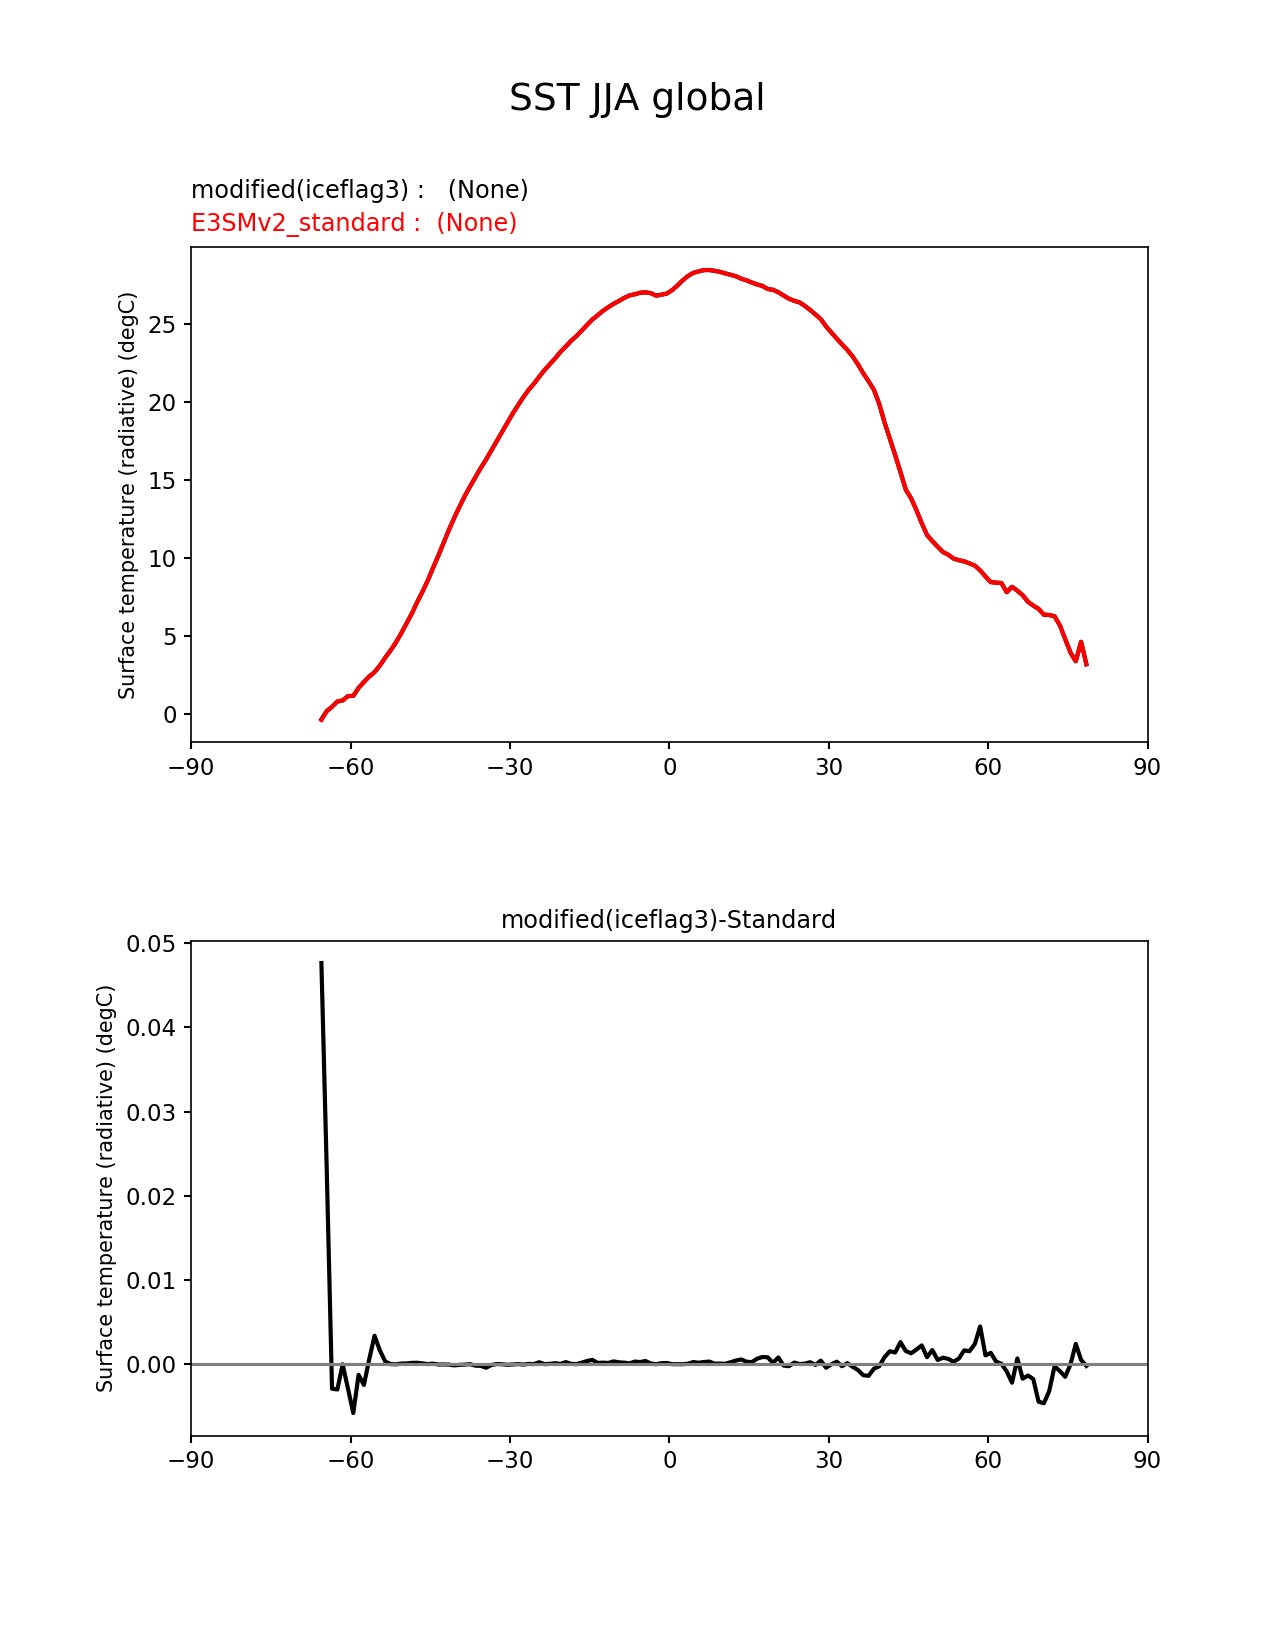 SST JJA global
modified(iceflag3) :   (None)
E3SMv2_standard :  (None)
Surface temperature (radiative) (degC)
25
20
15
10
5
0
−90 −60 −30 0 30 60 90
modified(iceflag3)-Standard
Surface temperature (radiative) (degC)
0.05
0.04
0.03
0.02
0.01
0.00
−90 −60 −30 0 30 60 90